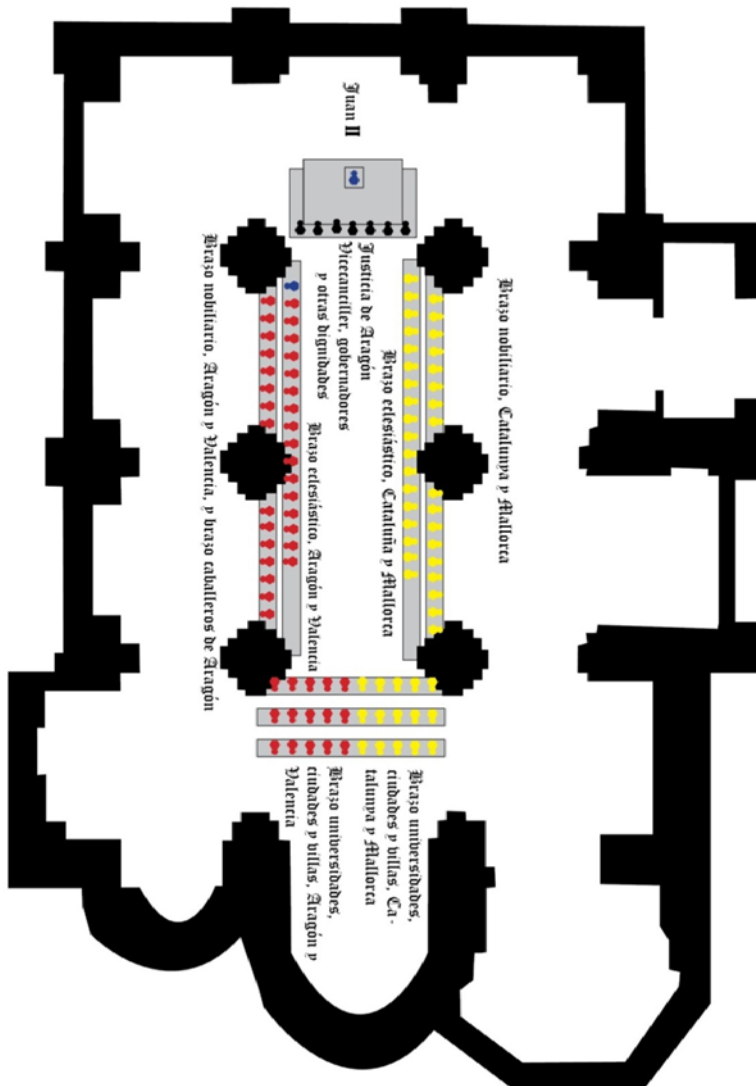 Juan II
Justicia de Aragón
Vicecanciller, gobernadores
y otras dignidades
Brazo nobiliario, Catalunya y Mallorca
Brazo eclesiástico, Cataluña y Mallorca
Brazo eclesiástico, Aragón y Valencia
Brazo nobiliario, Aragón y Valencia, y brazo caballeros de Aragón
Brazo universidades,
ciudades y villas, Ca-
talunya y Mallorca
Brazo universidades,
ciudades y villas, Aragón y
Valencia